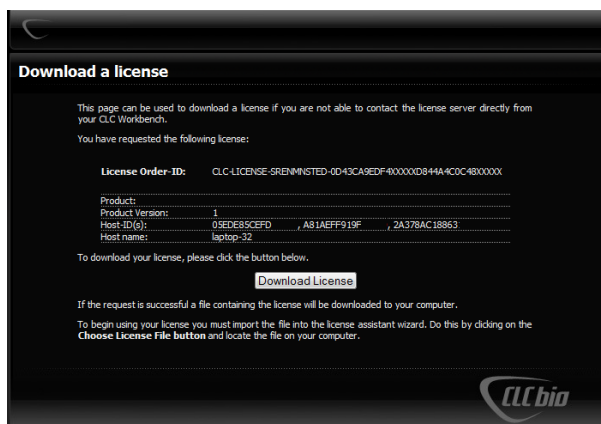 Download a license
This page can be used to download a license if you are not able to contact the license server directly from
your CLC Workbench.
You have requested the following license:
License Order-ID: CLC-LICENSE-SRENMNSTED-0D43CA9EDF4XXXXXD844A4C0C48XXXXX
Product:
Product Version: 1
Host-ID(s): 05EDE85CEFD , A81AEFF919F , 2A378AC18863
Host name: laptop-32
To download your license, please click the button below.
Download License
If the request is successful a file containing the license will be downloaded to your computer.
To begin using your license you must import the file into the license assistant wizard. Do this by clicking on the
Choose License File button and locate the file on your computer.
CLC bio